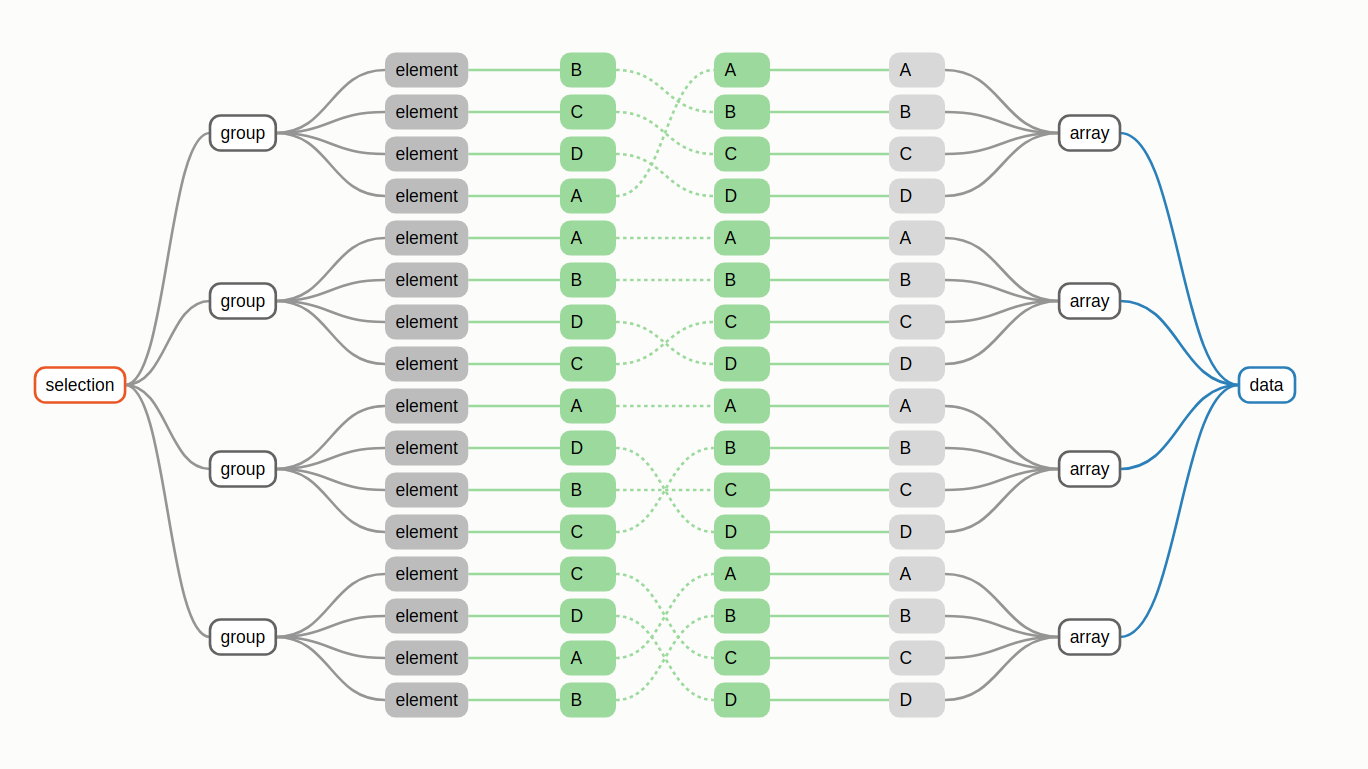 element B A A
element C B B
group array
element D C C
element A D D
element A A A
element B B B
group array
element D C C
element C D D
selection data
element A A A
element D B B
group array
element B C C
element C D D
element C A A
element D B B
group array
element A C C
element B D D